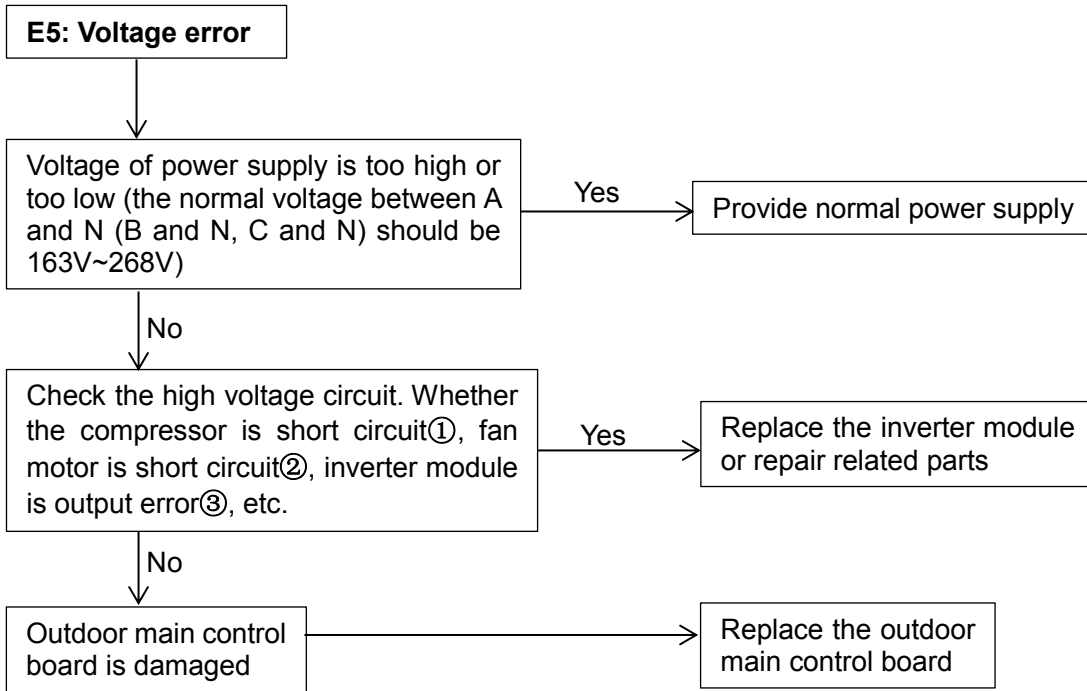 E5: Voltage error
Voltage of power supply is too high or
too low (the normal voltage between A
and N (B and N, C and N) should be
163V~268V)
Yes
Provide normal power supply
No
Check the high voltage circuit. Whether
the compressor is short circuit①, fan
motor is short circuit②, inverter module
is output error③, etc.
Yes
Replace the inverter module
or repair related parts
No
Outdoor main control
board is damaged
Replace the outdoor
main control board